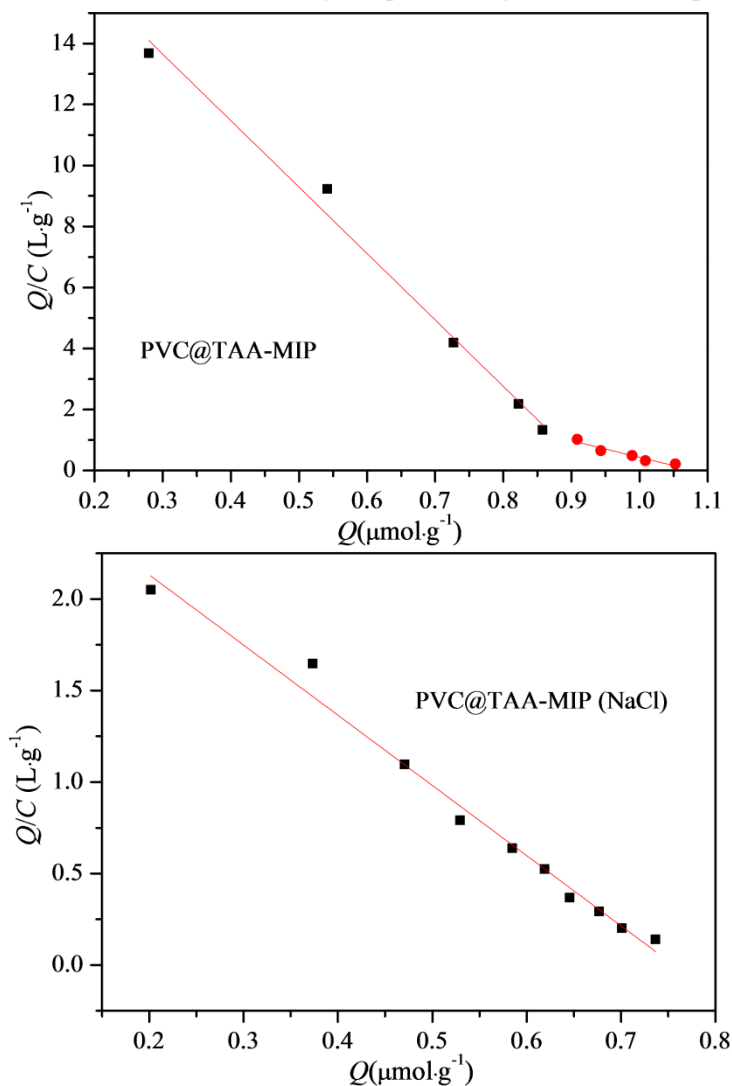 14
12
10
8
6
4
2
0
Q/C (L·g⁻¹)
PVC@TAA-MIP
0.2 0.3 0.4 0.5 0.6 0.7 0.8 0.9 1.0 1.1
Q(μmol·g⁻¹)
2.0
1.5
1.0
0.5
0.0
Q/C (L·g⁻¹)
PVC@TAA-MIP (NaCl)
0.2 0.3 0.4 0.5 0.6 0.7 0.8
Q(μmol·g⁻¹)